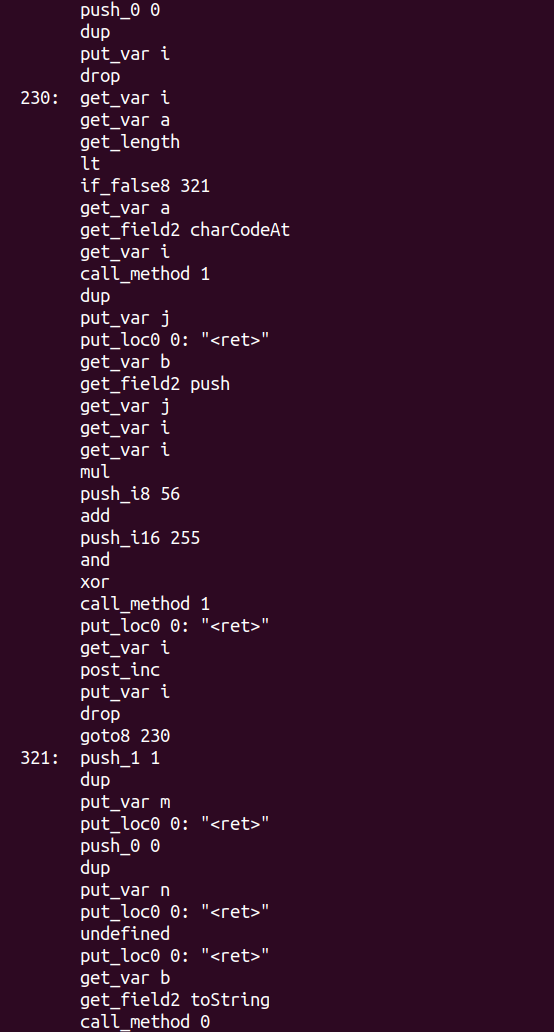 push_0 0
dup
put_var i
drop
230: get_var i
get_var a
get_length
lt
if_false8 321
get_var a
get_field2 charCodeAt
get_var i
call_method 1
dup
put_var j
put_loc0 0: "<ret>"
get_var b
get_field2 push
get_var j
get_var i
get_var i
mul
push_i8 56
add
push_i16 255
and
xor
call_method 1
put_loc0 0: "<ret>"
get_var i
post_inc
put_var i
drop
goto8 230
321: push_1 1
dup
put_var m
put_loc0 0: "<ret>"
push_0 0
dup
put_var n
put_loc0 0: "<ret>"
undefined
put_loc0 0: "<ret>"
get_var b
get_field2 toString
call_method 0